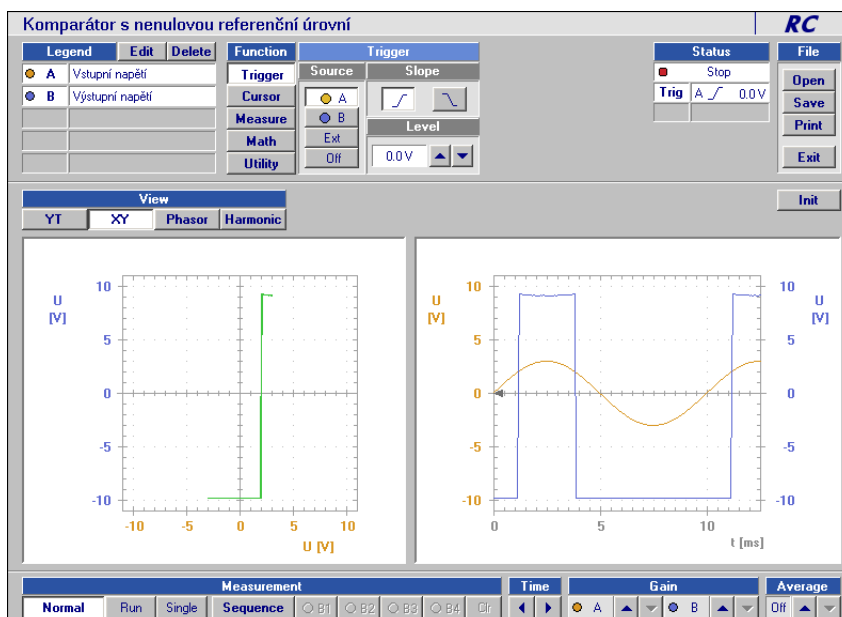 Komparátor s nenulovou referenční úrovní RC
Legend Edit Delete Function Trigger Status File
A Vstupní napětí Trigger Source Slope Stop Open
B Výstupní napětí Cursor A Trig A 0.0 V Save
Measure B Level Print
Math Ext
Utility Off 0.0 V Exit
View Init
YT XY Phasor Harmonic
10 10 10
U U U
[V] [V] [V]
5 5 5
0 0 0
-5 -5 -5
-10 -10 -10
-10 -5 0 5 10 0 5 10
U [V] t [ms]
Measurement Time Gain Average
Normal Run Single Sequence B1 B2 B3 B4 Clr A B Off